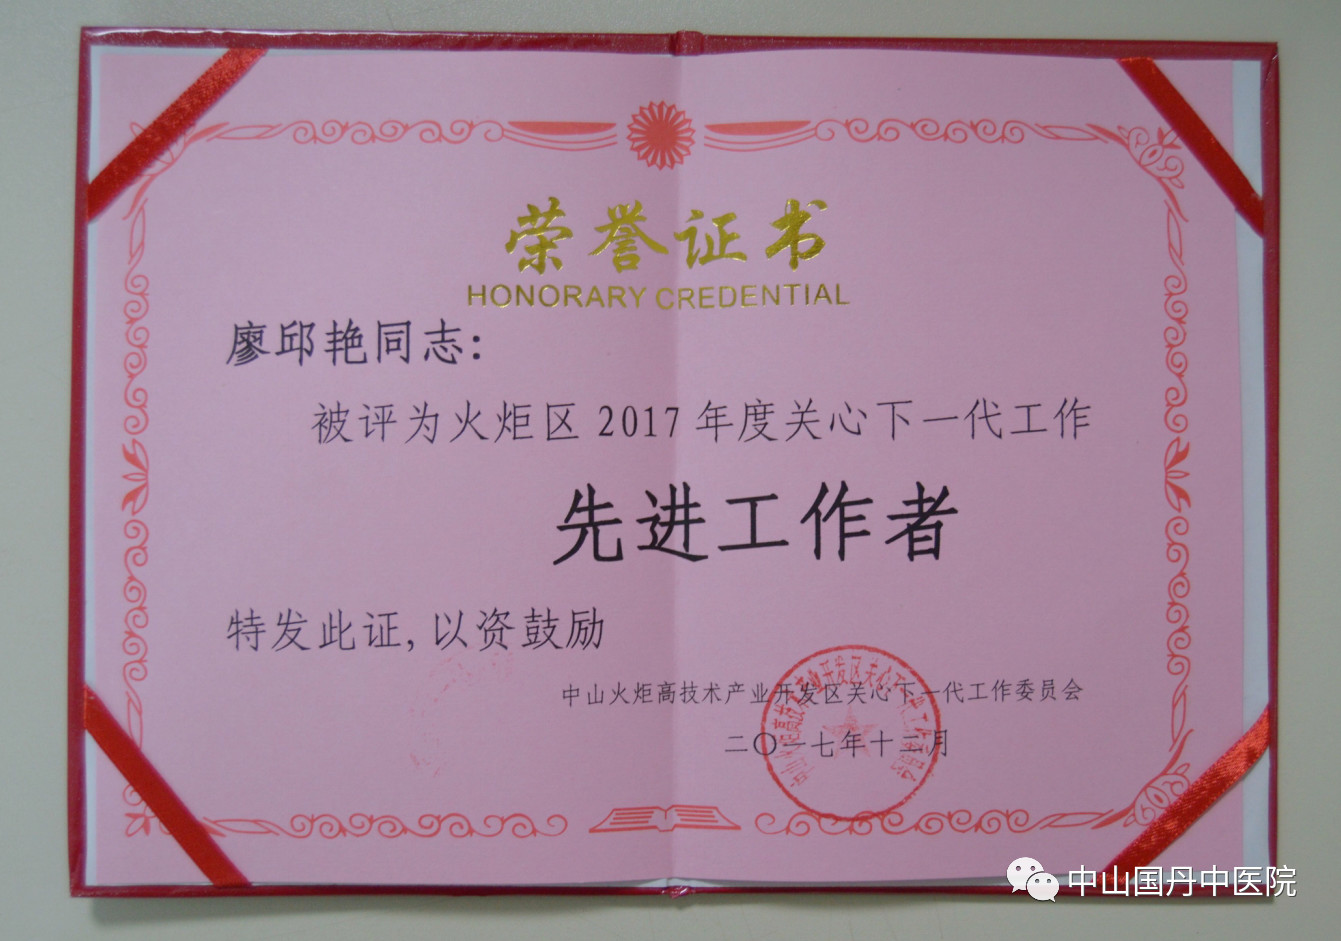 荣誉证书
HONORARY CREDENTIAL
廖邱艳同志:
被评为火炬区2017年度关心下一代工作
先进工作者
特发此证,以资鼓励
中山火炬高技术产业开发区关心下一代工作委员会
二〇一七年十二月
中山国丹中医院